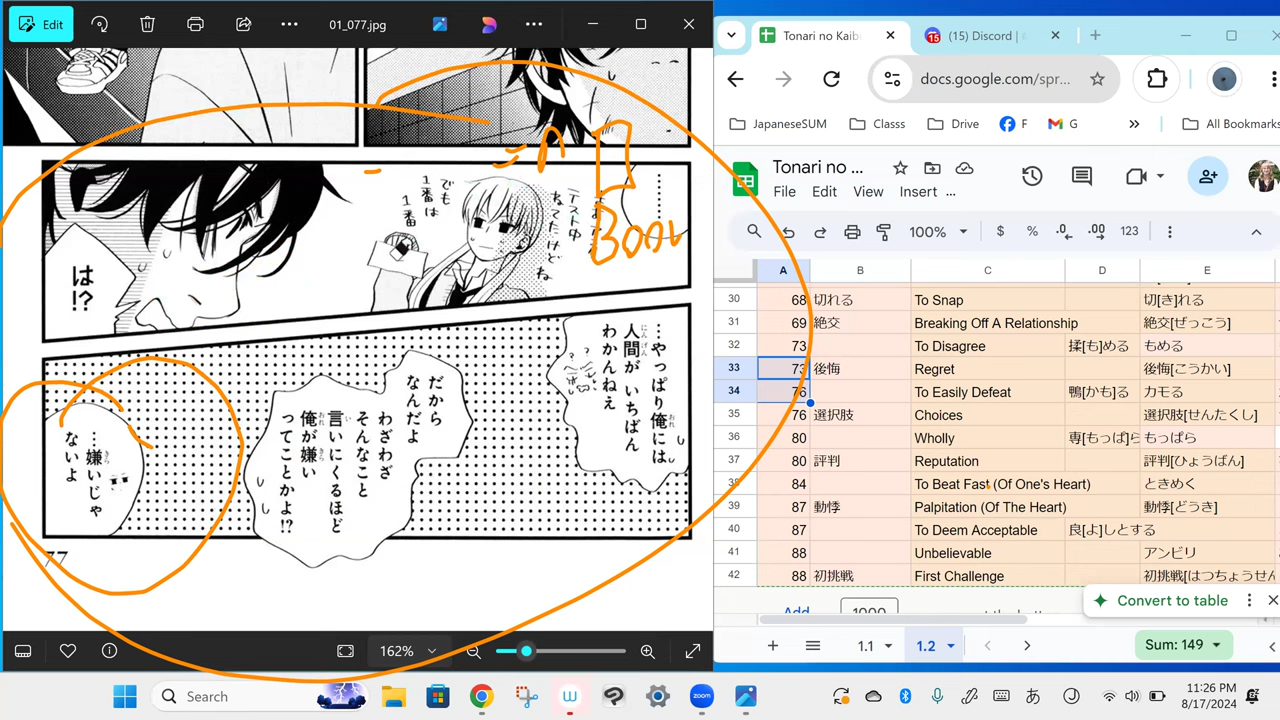 Edit
01_077.jpg
…
テスト中
ねてたけど
ね
でも
1番は
1番
Boom
は!?
…やっぱり俺には
人間がいちばん
わかんねえ
だから
なんだよ
わざわざ
そんなこと
言いにくるほど
俺が嫌い
ってことかよ!?
…嫌いじゃ
ないよ
77
162%
Tonari no Kaib
(15) Discord |
docs.google.com/spr...
JapaneseSUM
Classs
Drive
F
G
All Bookmarks
Tonari no ...
File Edit View Insert ...
100% $ % .0 .00 123
A B C D E
30 68 切れる To Snap 切[き]れる
31 69 絶交 Breaking Off A Relationship 絶交[ぜっこう]
32 73 To Disagree 揉[も]める もめる
33 73 後悔 Regret 後悔[こうかい]
34 76 To Easily Defeat 鴨[かも]る カモる
35 76 選択肢 Choices 選択肢[せんたくし]
36 80 Wholly 専[もっぱ]ら もっぱら
37 80 評判 Reputation 評判[ひょうばん]
38 84 To Beat Fast (Of One's Heart) ときめく
39 87 動悸 Palpitation (Of The Heart) 動悸[どうき]
40 87 To Deem Acceptable 良[よ]しとする
41 88 Unbelievable アンビリ
42 88 初挑戦 First Challenge 初挑戦[はつちょうせん
Add 1000
Convert to table
1.1 1.2
Sum: 149
Search
11:26 PM
8/17/2024